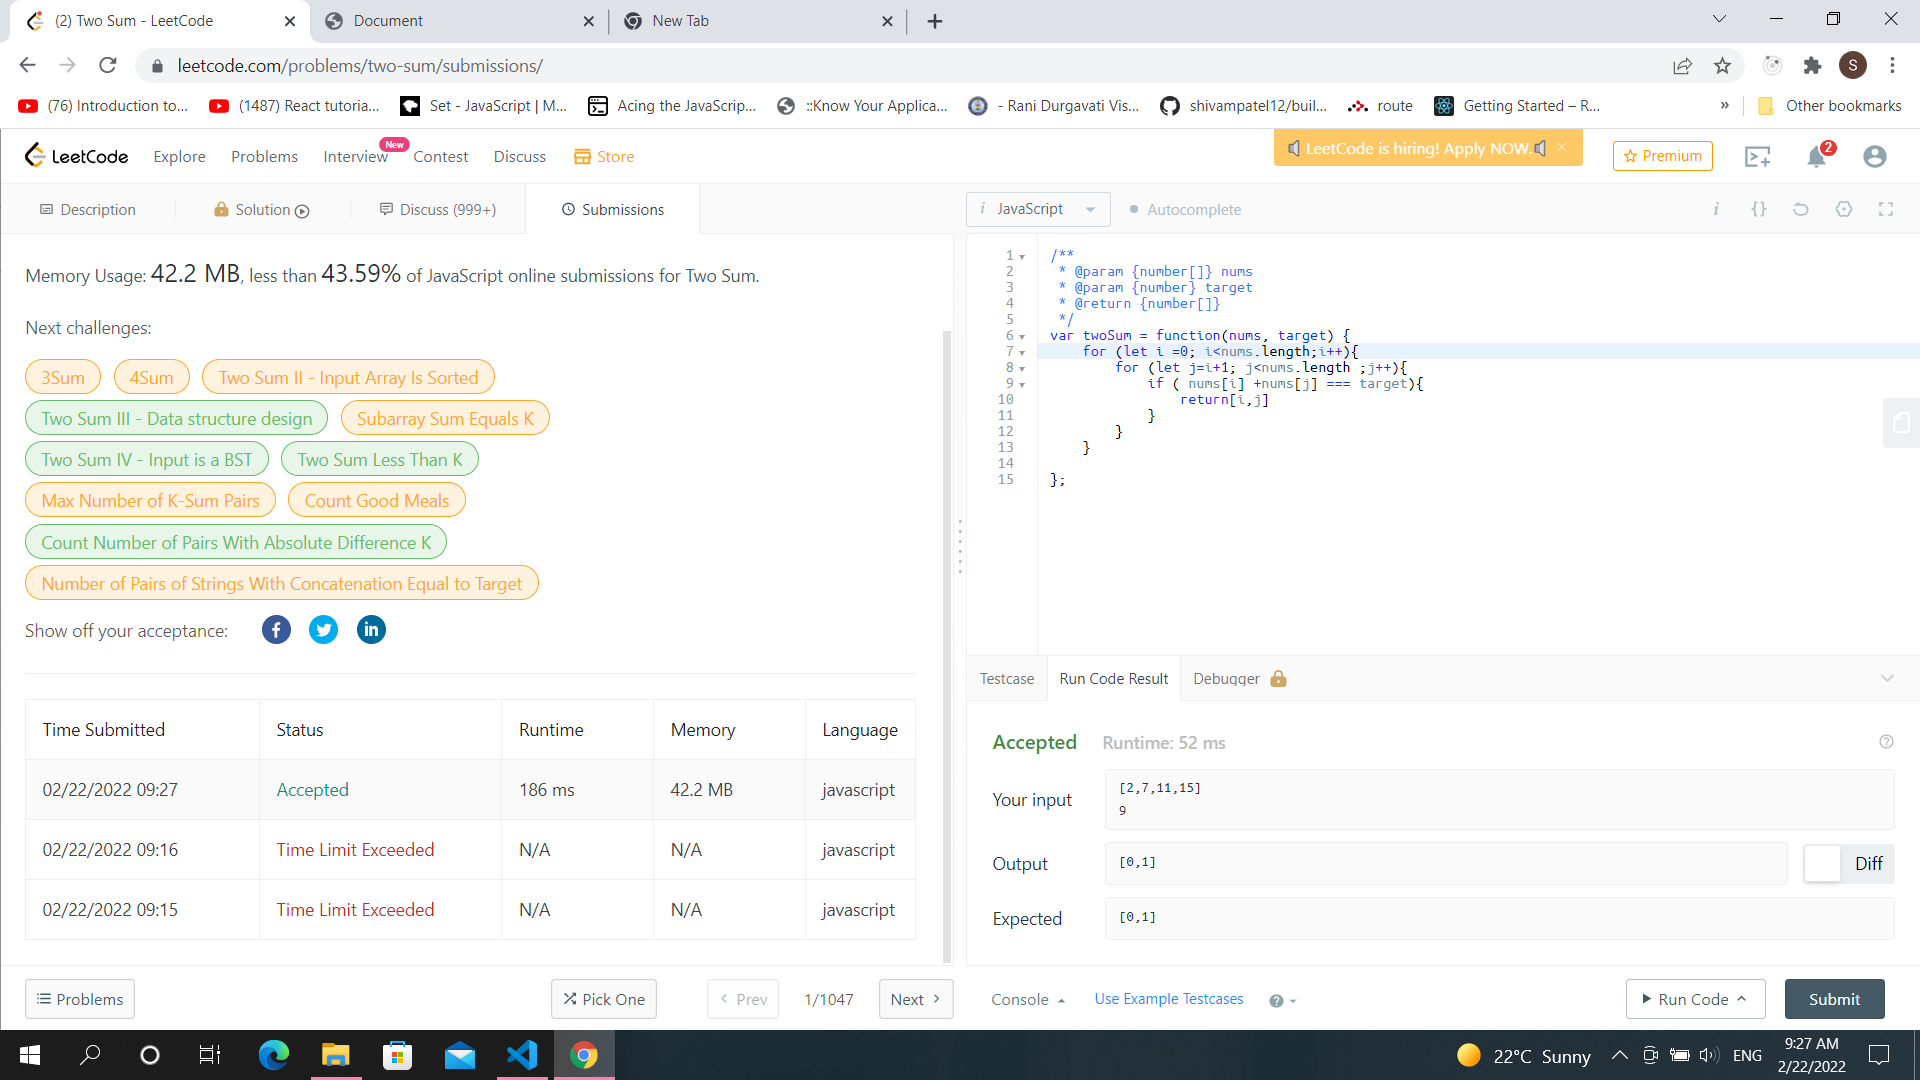 (2) Two Sum - LeetCode
Document
New Tab
leetcode.com/problems/two-sum/submissions/
S
(76) Introduction to...
(1487) React tutoria...
Set - JavaScript | M...
Acing the JavaScrip...
::Know Your Applica...
- Rani Durgavati Vis...
shivampatel12/buil...
route
Getting Started – R...
»
Other bookmarks
LeetCode
Explore
Problems
Interview
New
Contest
Discuss
Store
LeetCode is hiring! Apply NOW.
Premium
2
Description
Solution
Discuss (999+)
Submissions
Memory Usage: 42.2 MB, less than 43.59% of JavaScript online submissions for Two Sum.
Next challenges:
3Sum
4Sum
Two Sum II - Input Array Is Sorted
Two Sum III - Data structure design
Subarray Sum Equals K
Two Sum IV - Input is a BST
Two Sum Less Than K
Max Number of K-Sum Pairs
Count Good Meals
Count Number of Pairs With Absolute Difference K
Number of Pairs of Strings With Concatenation Equal to Target
Show off your acceptance:
Time Submitted Status Runtime Memory Language
02/22/2022 09:27 Accepted 186 ms 42.2 MB javascript
02/22/2022 09:16 Time Limit Exceeded N/A N/A javascript
02/22/2022 09:15 Time Limit Exceeded N/A N/A javascript
Problems
Pick One
Prev
1/1047
Next
i JavaScript
Autocomplete
i {}
1 /**
2 * @param {number[]} nums
3 * @param {number} target
4 * @return {number[]}
5 */
6 var twoSum = function(nums, target) {
7 for (let i =0; i<nums.length;i++){
8 for (let j=i+1; j<nums.length ;j++){
9 if ( nums[i] +nums[j] === target){
10 return[i,j]
11 }
12 }
13 }
14
15 };
Testcase
Run Code Result
Debugger
Accepted Runtime: 52 ms
Your input
[2,7,11,15]
9
Output
[0,1]
Diff
Expected
[0,1]
Console
Use Example Testcases
Run Code
Submit
22°C Sunny
ENG
9:27 AM
2/22/2022